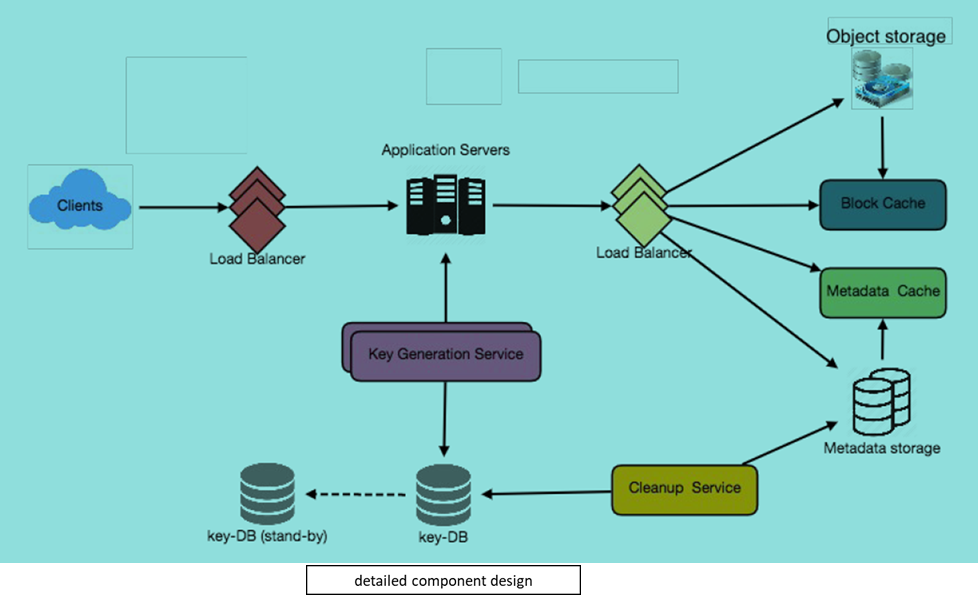 Object storage
Application Servers
Clients
Block Cache
Load Balancer
Load Balancer
Metadata  Cache
Key Generation Service
Metadata storage
Cleanup  Service
key-DB (stand-by)
key-DB
detailed component design